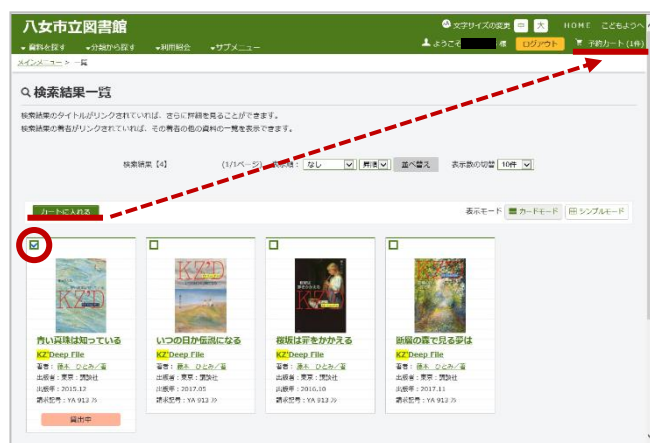 八女市立図書館
文字サイズの変更 中 大 HOME こどもようへ
資料を探す 分類から探す 利用照会 サブメニュー
ようこそ 様 ログアウト 予約カート(1件)
メインメニュー > 一覧
検索結果一覧
検索結果のタイトルがリンクされていれば、さらに詳細を見ることができます。
検索結果の著者がリンクされていれば、その著者の他の資料の一覧を表示できます。
検索結果【4】 (1/1ページ) 表示順: なし 昇順 並べ替え 表示数の切替 10件
カートに入れる
表示モード カードモード シンプルモード
青い真珠は知っている
KZ'Deep File
著者: 藤本 ひとみ/著
出版者:東京:講談社
出版年:2015.12
請求記号:YA 913 フシ
貸出中
いつの日か伝説になる
KZ'Deep File
著者: 藤本 ひとみ/著
出版者:東京:講談社
出版年:2017.05
請求記号:YA 913 フシ
桜坂は罪をかかえる
KZ'Deep File
著者: 藤本 ひとみ/著
出版者:東京:講談社
出版年:2016.10
請求記号:YA 913 フシ
断層の森で見る夢は
KZ'Deep File
著者: 藤本 ひとみ/著
出版者:東京:講談社
出版年:2017.11
請求記号:YA 913 フシ